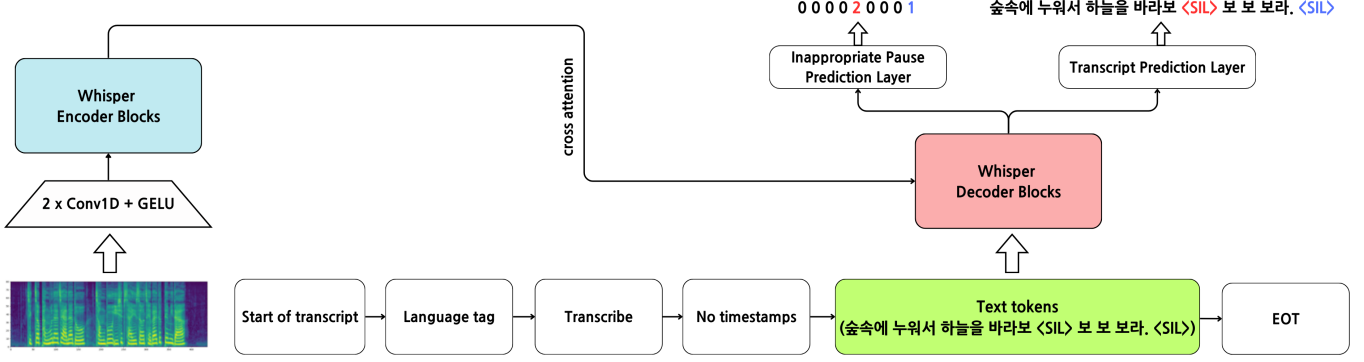 0 0 0 0 2 0 0 0 1
숲속에 누워서 하늘을 바라보 <SIL> 보 보 보라. <SIL>
Inappropriate Pause
Prediction Layer
Transcript Prediction Layer
Whisper
Encoder Blocks
cross attention
Whisper
Decoder Blocks
2 x Conv1D + GELU
Start of transcript
Language tag
Transcribe
No timestamps
Text tokens
(숲속에 누워서 하늘을 바라보 <SIL> 보 보 보라. <SIL>)
EOT